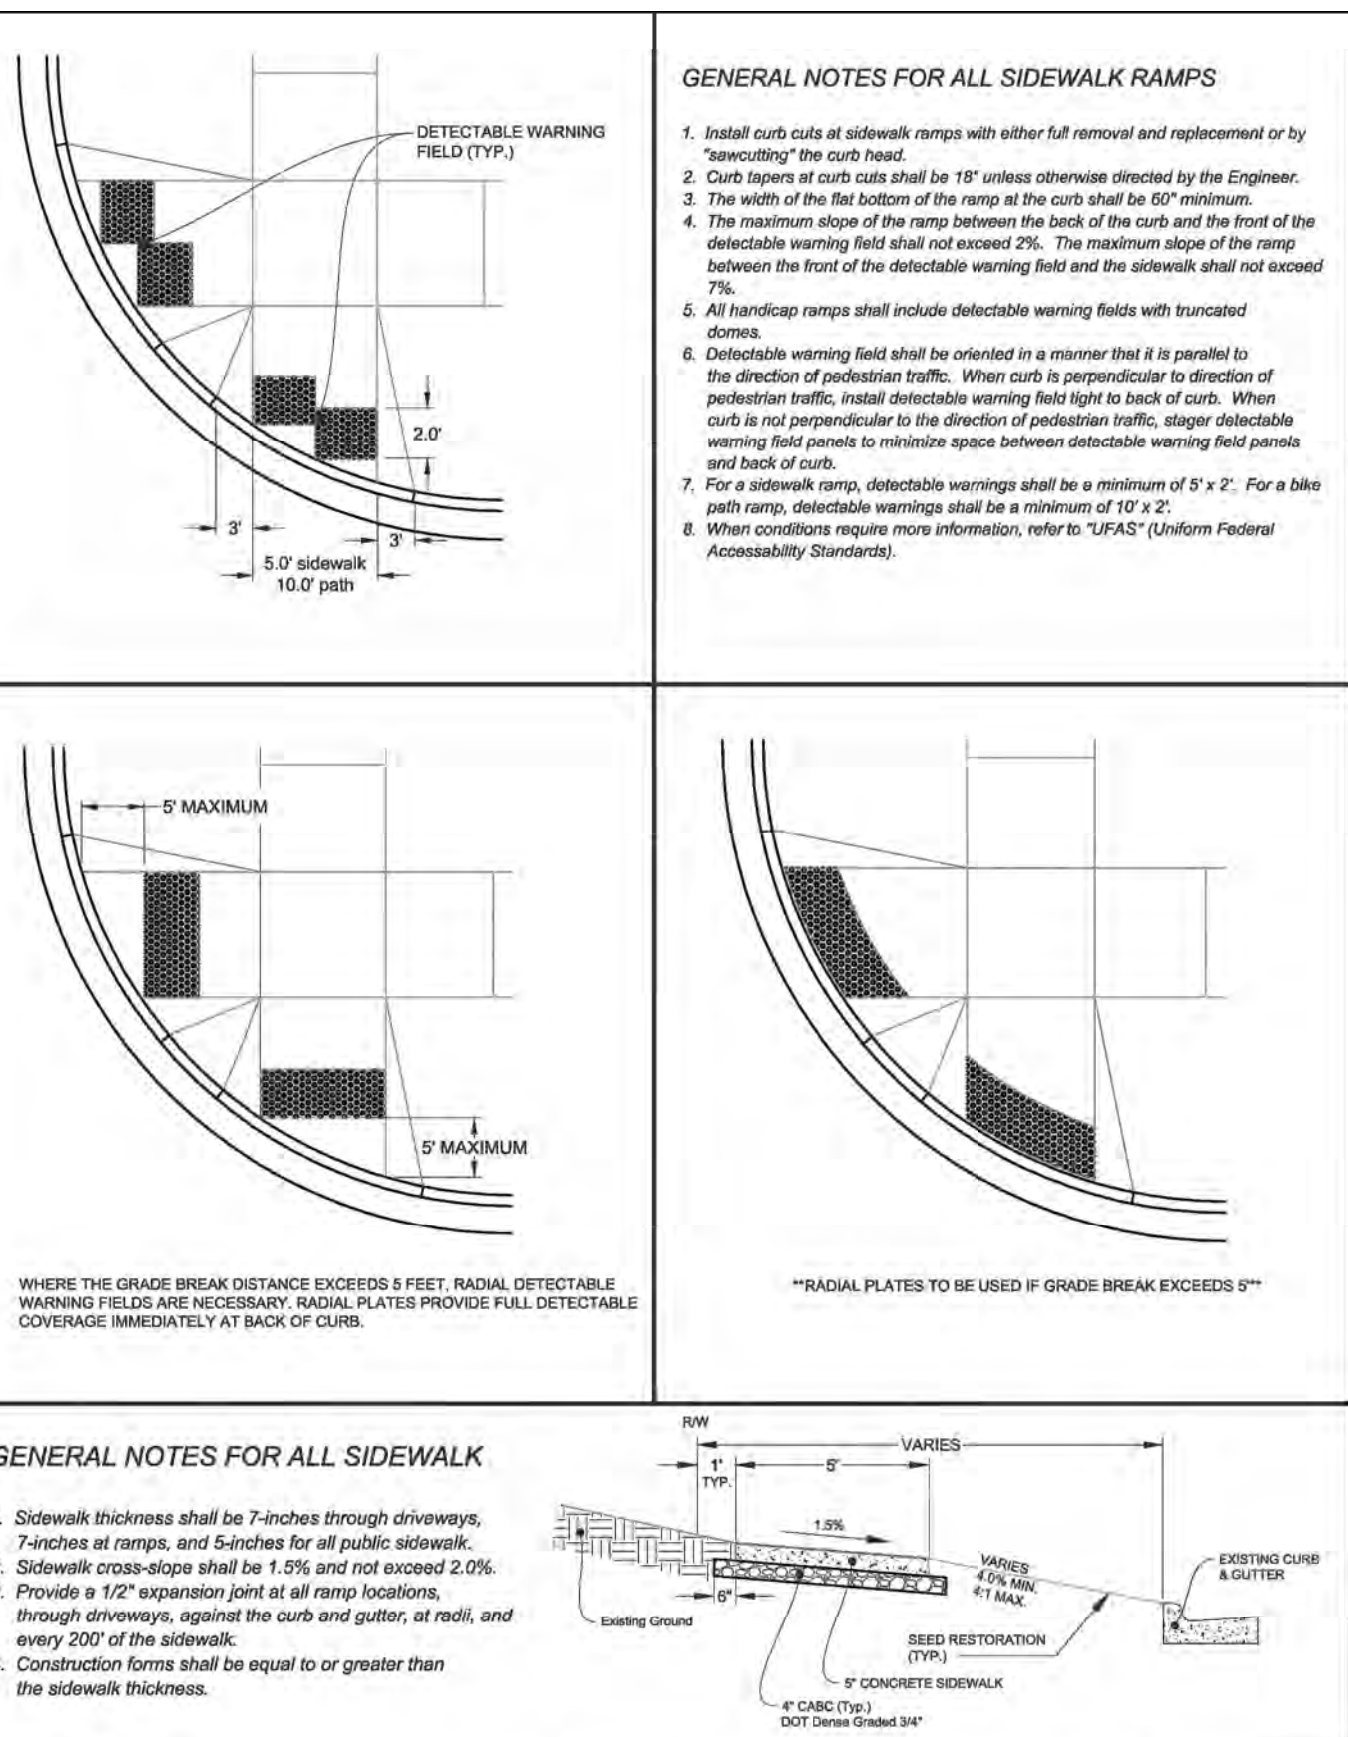 DETECTABLE WARNING
FIELD (TYP.)
2.0'
3'
3'
5.0' sidewalk
10.0' path
GENERAL NOTES FOR ALL SIDEWALK RAMPS
1. Install curb cuts at sidewalk ramps with either full removal and replacement or by
"sawcutting" the curb head.
2. Curb tapers at curb cuts shall be 18" unless otherwise directed by the Engineer.
3. The width of the flat bottom of the ramp at the curb shall be 60" minimum.
4. The maximum slope of the ramp between the back of the curb and the front of the
detectable warning field shall not exceed 2%. The maximum slope of the ramp
between the front of the detectable warning field and the sidewalk shall not exceed
7%.
5. All handicap ramps shall include detectable warning fields with truncated
domes.
6. Detectable warning field shall be oriented in a manner that it is parallel to
the direction of pedestrian traffic. When curb is perpendicular to direction of
pedestrian traffic, install detectable warning field tight to back of curb. When
curb is not perpendicular to the direction of pedestrian traffic, stager detectable
warning field panels to minimize space between detectable warning field panels
and back of curb.
7. For a sidewalk ramp, detectable warnings shall be a minimum of 5' x 2'. For a bike
path ramp, detectable warnings shall be a minimum of 10' x 2'.
8. When conditions require more information, refer to "UFAS" (Uniform Federal
Accessability Standards).
5' MAXIMUM
5' MAXIMUM
WHERE THE GRADE BREAK DISTANCE EXCEEDS 5 FEET, RADIAL DETECTABLE
WARNING FIELDS ARE NECESSARY. RADIAL PLATES PROVIDE FULL DETECTABLE
COVERAGE IMMEDIATELY AT BACK OF CURB.
**RADIAL PLATES TO BE USED IF GRADE BREAK EXCEEDS 5'**
GENERAL NOTES FOR ALL SIDEWALK
. Sidewalk thickness shall be 7-inches through driveways,
7-inches at ramps, and 5-inches for all public sidewalk.
. Sidewalk cross-slope shall be 1.5% and not exceed 2.0%.
. Provide a 1/2" expansion joint at all ramp locations,
through driveways, against the curb and gutter, at radii, and
every 200' of the sidewalk.
. Construction forms shall be equal to or greater than
the sidewalk thickness.
R/W
VARIES
1'
TYP.
5'
1.5%
VARIES
4.0% MIN.
4:1 MAX.
EXISTING CURB
& GUTTER
6"
Existing Ground
SEED RESTORATION
(TYP.)
5" CONCRETE SIDEWALK
4" CABC (Typ.)
DOT Dense Graded 3/4"